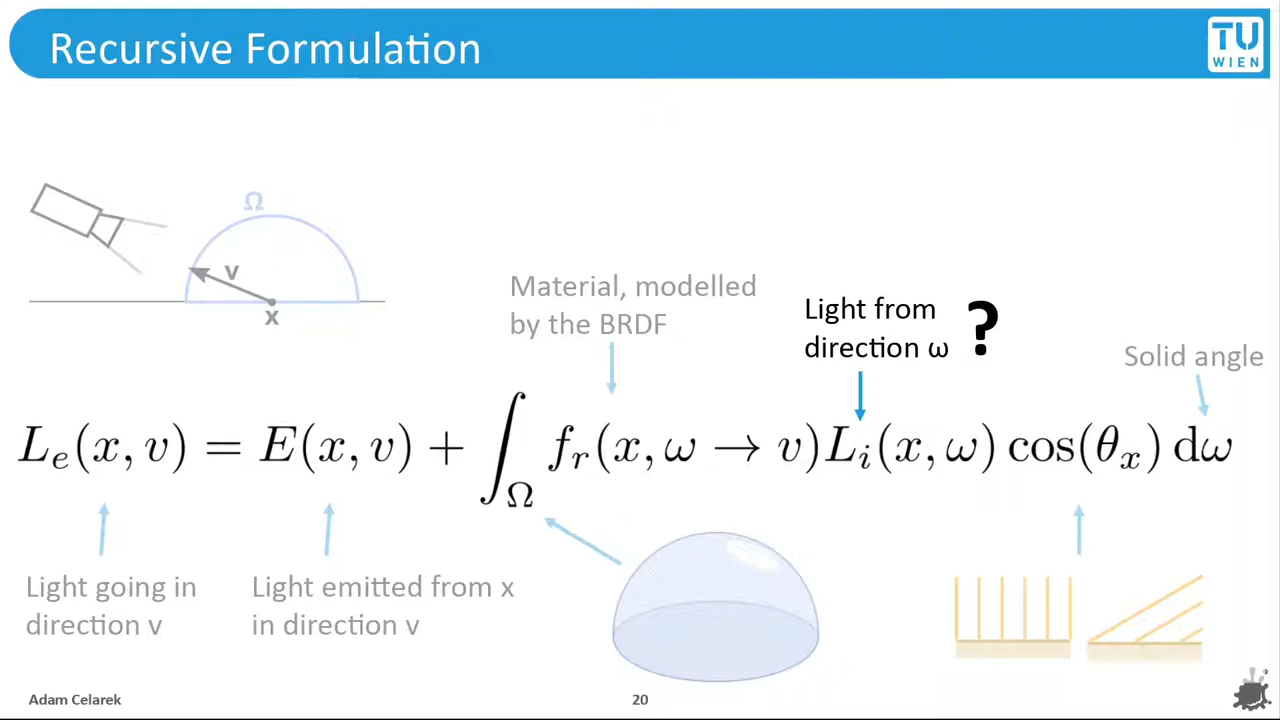 Recursive Formulation
TU
WIEN
Ω
v
x
Material, modelled
by the BRDF
Light from
direction ω
?
Solid angle
L_e(x, v) = E(x, v) + ∫_Ω f_r(x, ω → v)L_i(x, ω) cos(θ_x) dω
Light going in
direction v
Light emitted from x
in direction v
Adam Celarek
20